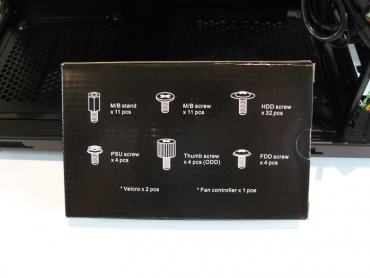 M/B stand
x 11 pcs
M/B screw
x 11 pcs
HDD screw
x 32 pcs
PSU screw
x 4 pcs
Thumb screw
x 4 pcs (ODD)
FDD screw
x 4 pcs
* Velcro x 2 pcs
* Fan controller x 1 pce